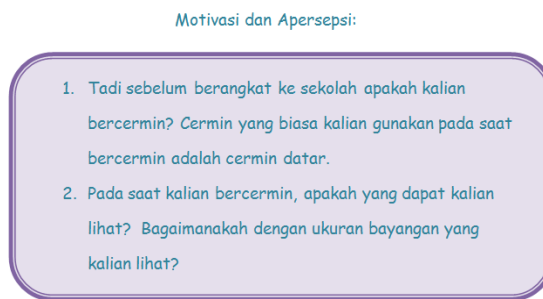 Motivasi dan Apersepsi:
1. Tadi sebelum berangkat ke sekolah apakah kalian
bercermin? Cermin yang biasa kalian gunakan pada saat
bercermin adalah cermin datar.
2. Pada saat kalian bercermin, apakah yang dapat kalian
lihat? Bagaimanakah dengan ukuran bayangan yang
kalian lihat?